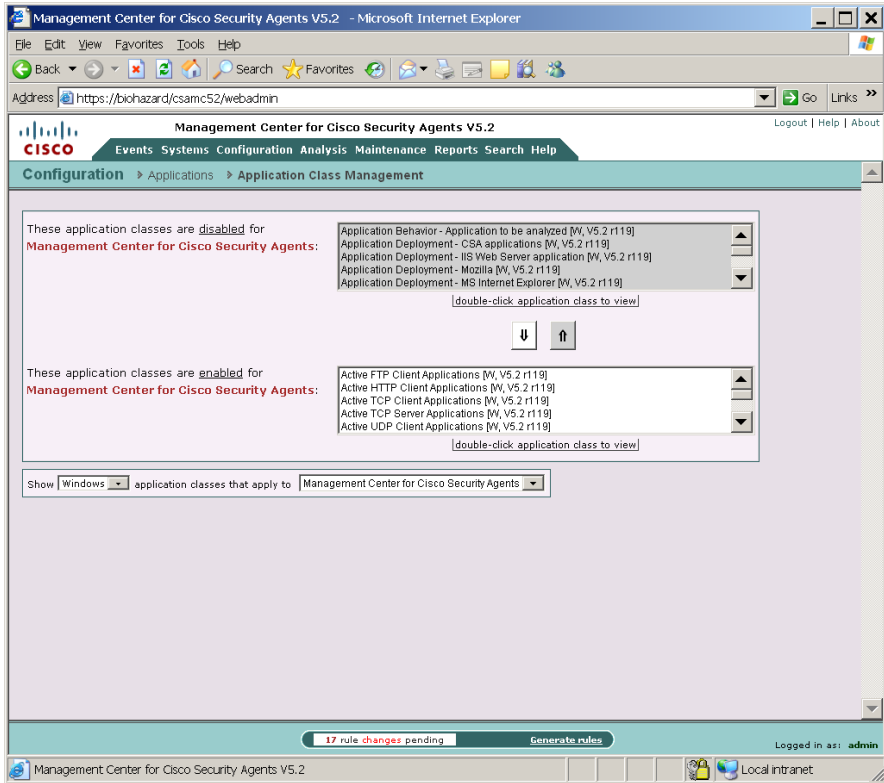 Management Center for Cisco Security Agents V5.2 - Microsoft Internet Explorer
File Edit View Favorites Tools Help
Back Search Favorites
Address https://biohazard/csamc52/webadmin Go Links »
Management Center for Cisco Security Agents V5.2
Logout | Help | About
CISCO
Events Systems Configuration Analysis Maintenance Reports Search Help
Configuration Applications Application Class Management
These application classes are disabled for
Management Center for Cisco Security Agents:
Application Behavior - Application to be analyzed [W, V5.2 r119]
Application Deployment - CSA applications [W, V5.2 r119]
Application Deployment - IIS Web Server application [W, V5.2 r119]
Application Deployment - Mozilla [W, V5.2 r119]
Application Deployment - MS Internet Explorer [W, V5.2 r119]
double-click application class to view
These application classes are enabled for
Management Center for Cisco Security Agents:
Active FTP Client Applications [W, V5.2 r119]
Active HTTP Client Applications [W, V5.2 r119]
Active TCP Client Applications [W, V5.2 r119]
Active TCP Server Applications [W, V5.2 r119]
Active UDP Client Applications [W, V5.2 r119]
double-click application class to view
Show Windows application classes that apply to Management Center for Cisco Security Agents
17 rule changes pending Generate rules
Logged in as: admin
Management Center for Cisco Security Agents V5.2 Local intranet